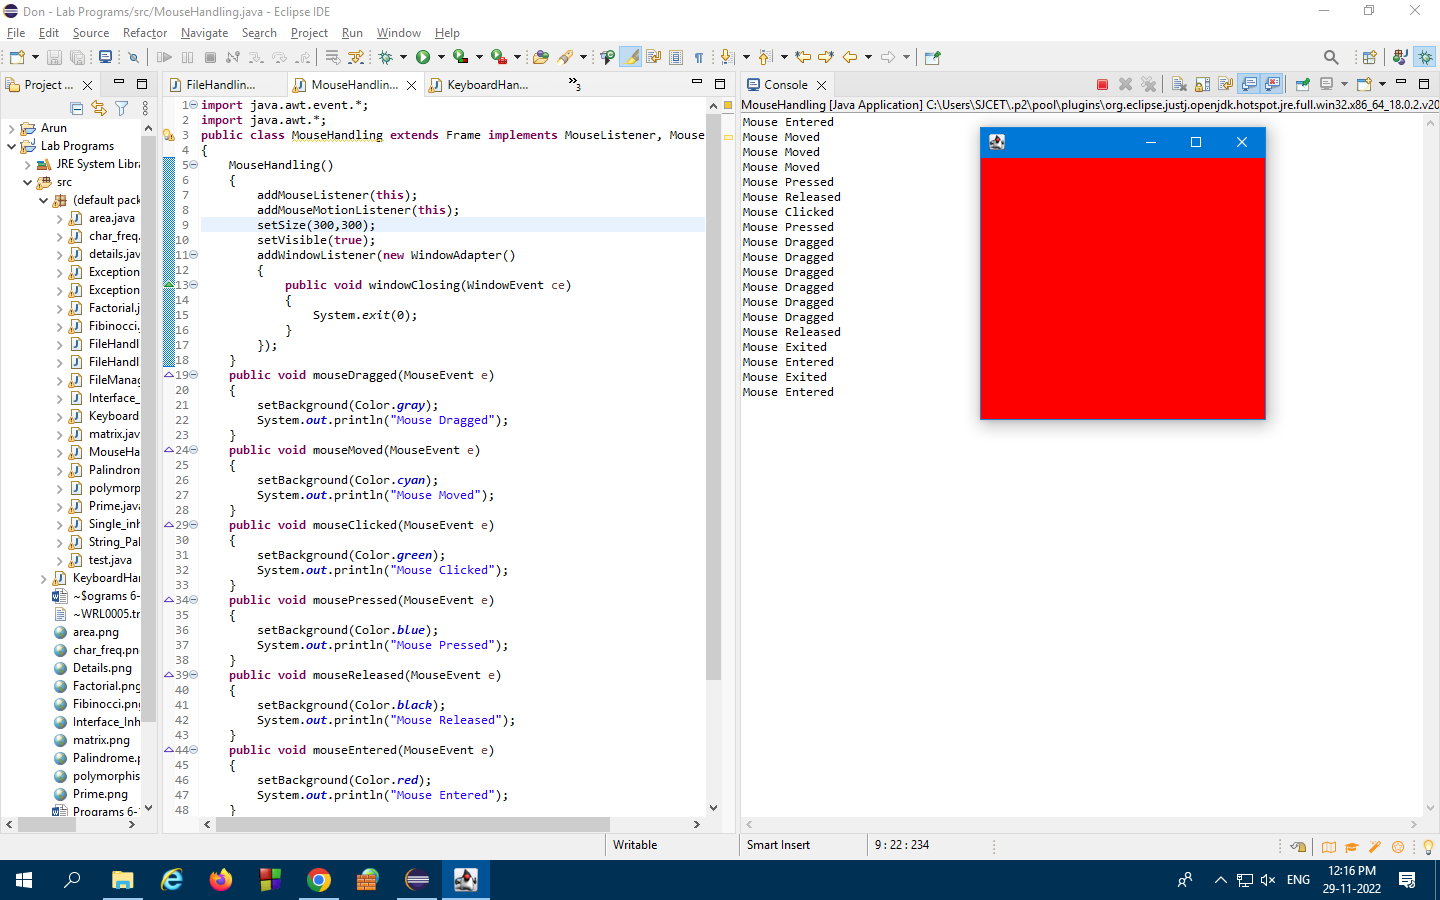 Don - Lab Programs/src/MouseHandling.java - Eclipse IDE
File Edit Source Refactor Navigate Search Project Run Window Help
Project ...
FileHandlin... MouseHandlin... KeyboardHan... »3
Console
Arun
Lab Programs
JRE System Libra
src
(default pack
area.java
char_freq.
details.jav
Exception
Exception
Factorial.j
Fibinocci.
FileHandl
FileHandl
FileManag
Interface_
Keyboard
matrix.jav
MouseHa
Palindrom
polymorp
Prime.java
Single_inh
String_Pal
test.java
KeyboardHar
~$ograms 6-
~WRL0005.tr
area.png
char_freq.pn
Details.png
Factorial.png
Fibinocci.png
Interface_Inh
matrix.png
Palindrome.p
polymorphis
Prime.png
Programs 6-
1 import java.awt.event.*;
2 import java.awt.*;
3 public class MouseHandling extends Frame implements MouseListener, Mouse
4 {
5 MouseHandling()
6 {
7 addMouseListener(this);
8 addMouseMotionListener(this);
9 setSize(300,300);
10 setVisible(true);
11 addWindowListener(new WindowAdapter()
12 {
13 public void windowClosing(WindowEvent ce)
14 {
15 System.exit(0);
16 }
17 });
18 }
19 public void mouseDragged(MouseEvent e)
20 {
21 setBackground(Color.gray);
22 System.out.println("Mouse Dragged");
23 }
24 public void mouseMoved(MouseEvent e)
25 {
26 setBackground(Color.cyan);
27 System.out.println("Mouse Moved");
28 }
29 public void mouseClicked(MouseEvent e)
30 {
31 setBackground(Color.green);
32 System.out.println("Mouse Clicked");
33 }
34 public void mousePressed(MouseEvent e)
35 {
36 setBackground(Color.blue);
37 System.out.println("Mouse Pressed");
38 }
39 public void mouseReleased(MouseEvent e)
40 {
41 setBackground(Color.black);
42 System.out.println("Mouse Released");
43 }
44 public void mouseEntered(MouseEvent e)
45 {
46 setBackground(Color.red);
47 System.out.println("Mouse Entered");
48 }
MouseHandling [Java Application] C:\Users\SJCET\.p2\pool\plugins\org.eclipse.justj.openjdk.hotspot.jre.full.win32.x86_64_18.0.2.v20
Mouse Entered
Mouse Moved
Mouse Moved
Mouse Moved
Mouse Pressed
Mouse Released
Mouse Clicked
Mouse Pressed
Mouse Dragged
Mouse Dragged
Mouse Dragged
Mouse Dragged
Mouse Dragged
Mouse Dragged
Mouse Released
Mouse Exited
Mouse Entered
Mouse Exited
Mouse Entered
Writable Smart Insert 9 : 22 : 234
ENG 12:16 PM
29-11-2022